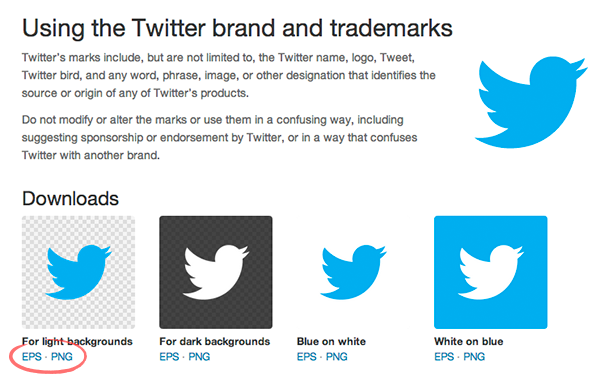 Using the Twitter brand and trademarks
Twitter's marks include, but are not limited to, the Twitter name, logo, Tweet,
Twitter bird, and any word, phrase, image, or other designation that identifies the
source or origin of any of Twitter's products.
Do not modify or alter the marks or use them in a confusing way, including
suggesting sponsorship or endorsement by Twitter, or in a way that confuses
Twitter with another brand.
Downloads
For light backgrounds
EPS · PNG
For dark backgrounds
EPS · PNG
Blue on white
EPS · PNG
White on blue
EPS · PNG